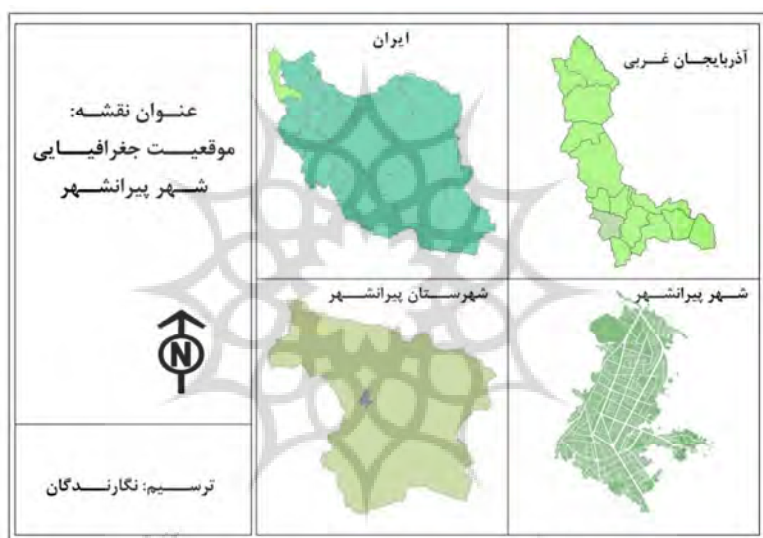 ایران
آذربایجان غربی
عنوان نقشه:
موقعیت جغرافیایی
شهر پیرانشهر
شهرستان پیرانشهر
شهر پیرانشهر
N
ترسیم: نگارندگان